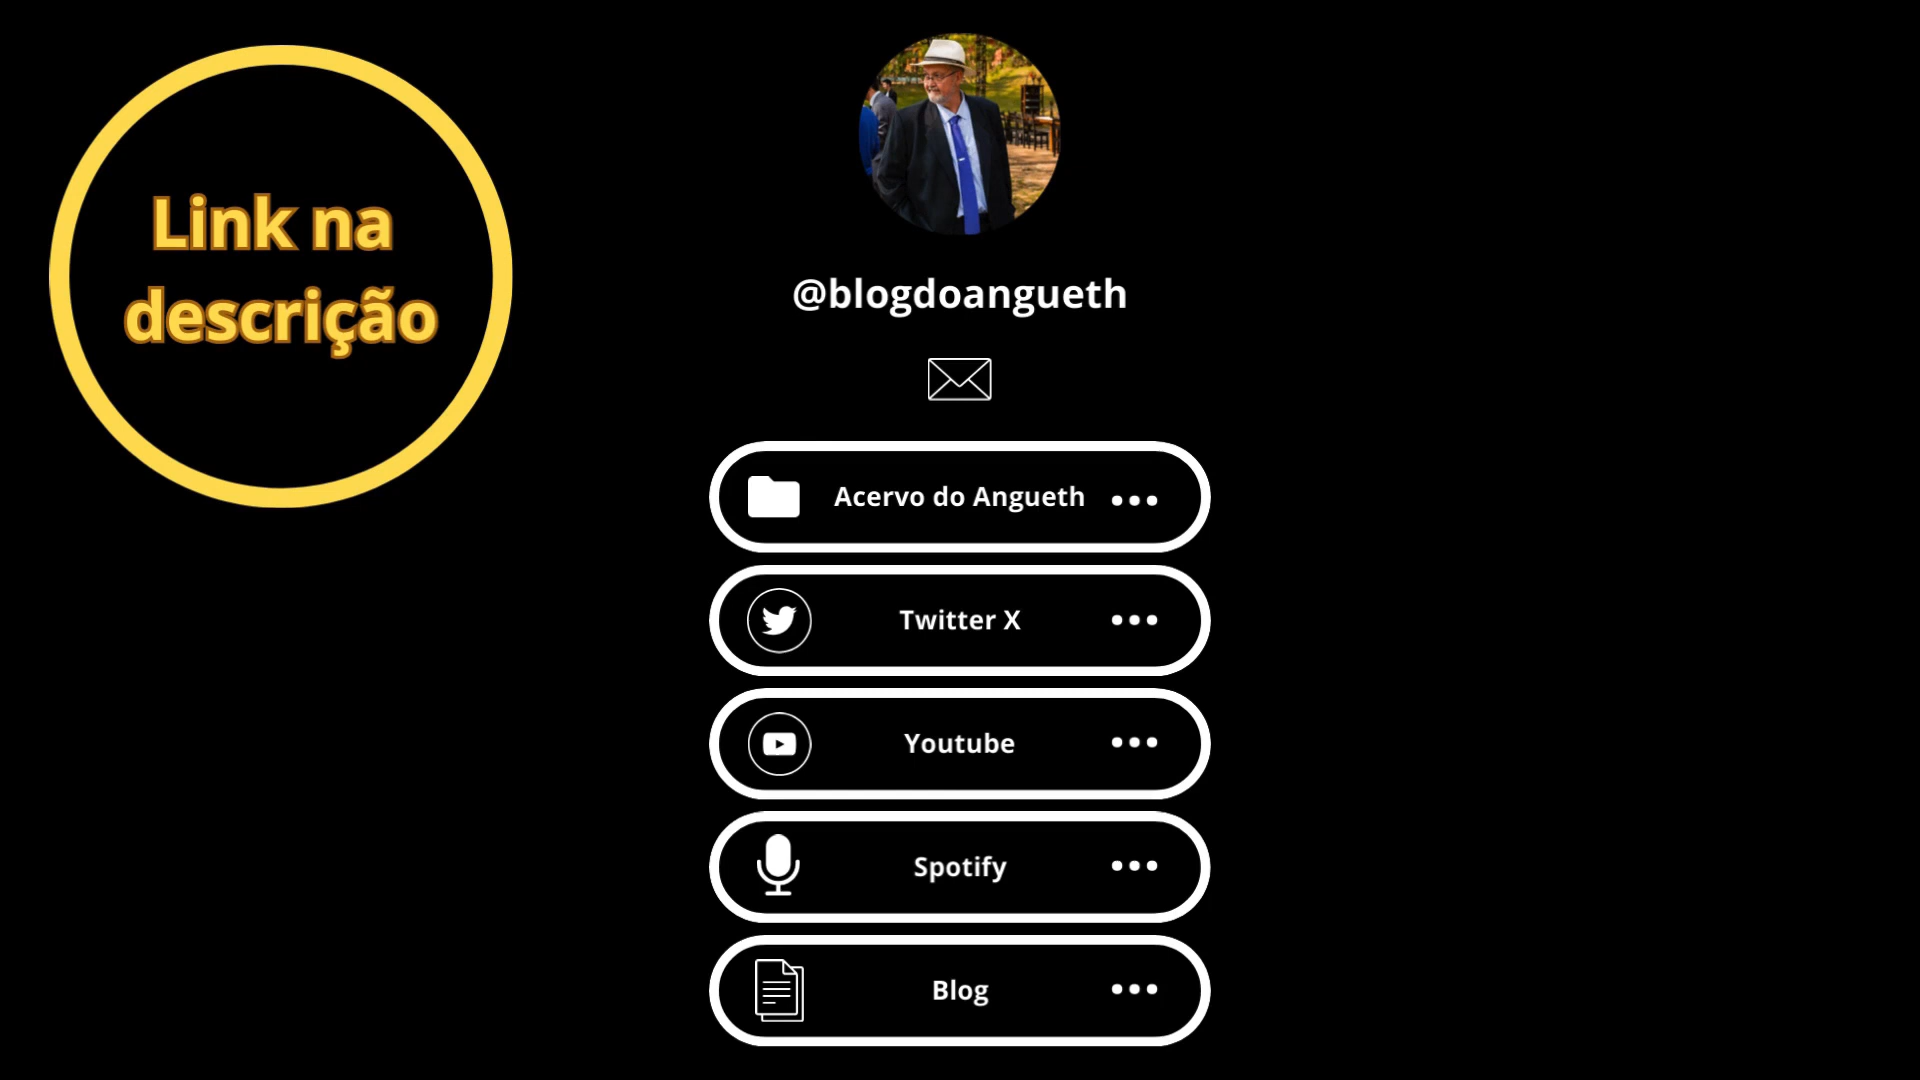 Link na
descrição
@blogdoangueth
Acervo do Angueth
Twitter X
Youtube
Spotify
Blog